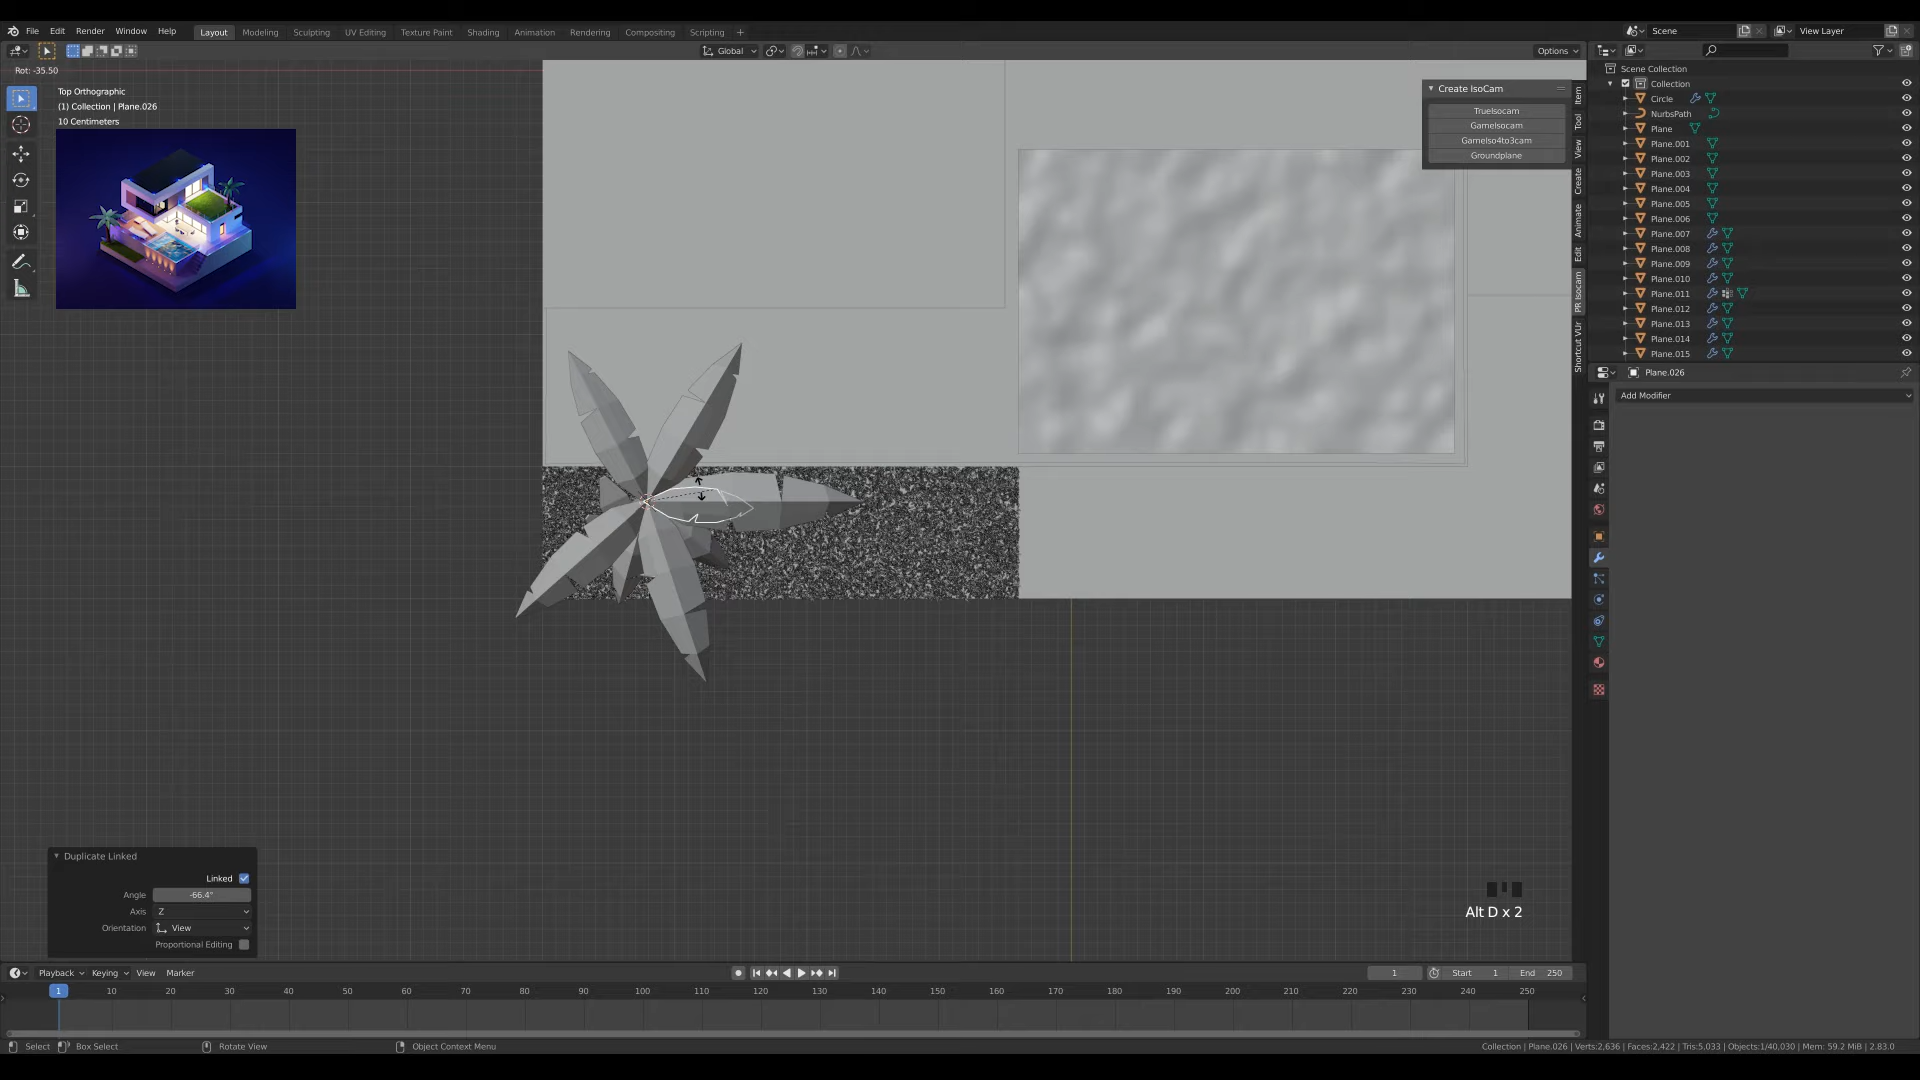 File Edit Render Window Help Layout Modeling Sculpting UV Editing Texture Paint Shading Animation Rendering Compositing Scripting + Scene View Layer
Global Options
Rot: -35.50
Top Orthographic
(1) Collection | Plane.026
10 Centimeters
Create IsoCam
TrueIsocam
GameIsocam
GameIso4to3cam
Groundplane
Item
Tool
View
Create
Animate
Edit
PR Isocam
Shortcut VUr
Scene Collection
Collection
Circle
NurbsPath
Plane
Plane.001
Plane.002
Plane.003
Plane.004
Plane.005
Plane.006
Plane.007
Plane.008
Plane.009
Plane.010
Plane.011
Plane.012
Plane.013
Plane.014
Plane.015
Plane.026
Add Modifier
Duplicate Linked
Linked
Angle -66.4°
Axis Z
Orientation View
Proportional Editing
Alt D x 2
Playback Keying View Marker 1 Start 1 End 250
1 10 20 30 40 50 60 70 80 90 100 110 120 130 140 150 160 170 180 190 200 210 220 230 240 250
Select Box Select Rotate View Object Context Menu Collection | Plane.026 | Verts:2,636 | Faces:2,422 | Tris:5,033 | Objects:1/40,030 | Mem: 59.2 MiB | 2.83.0